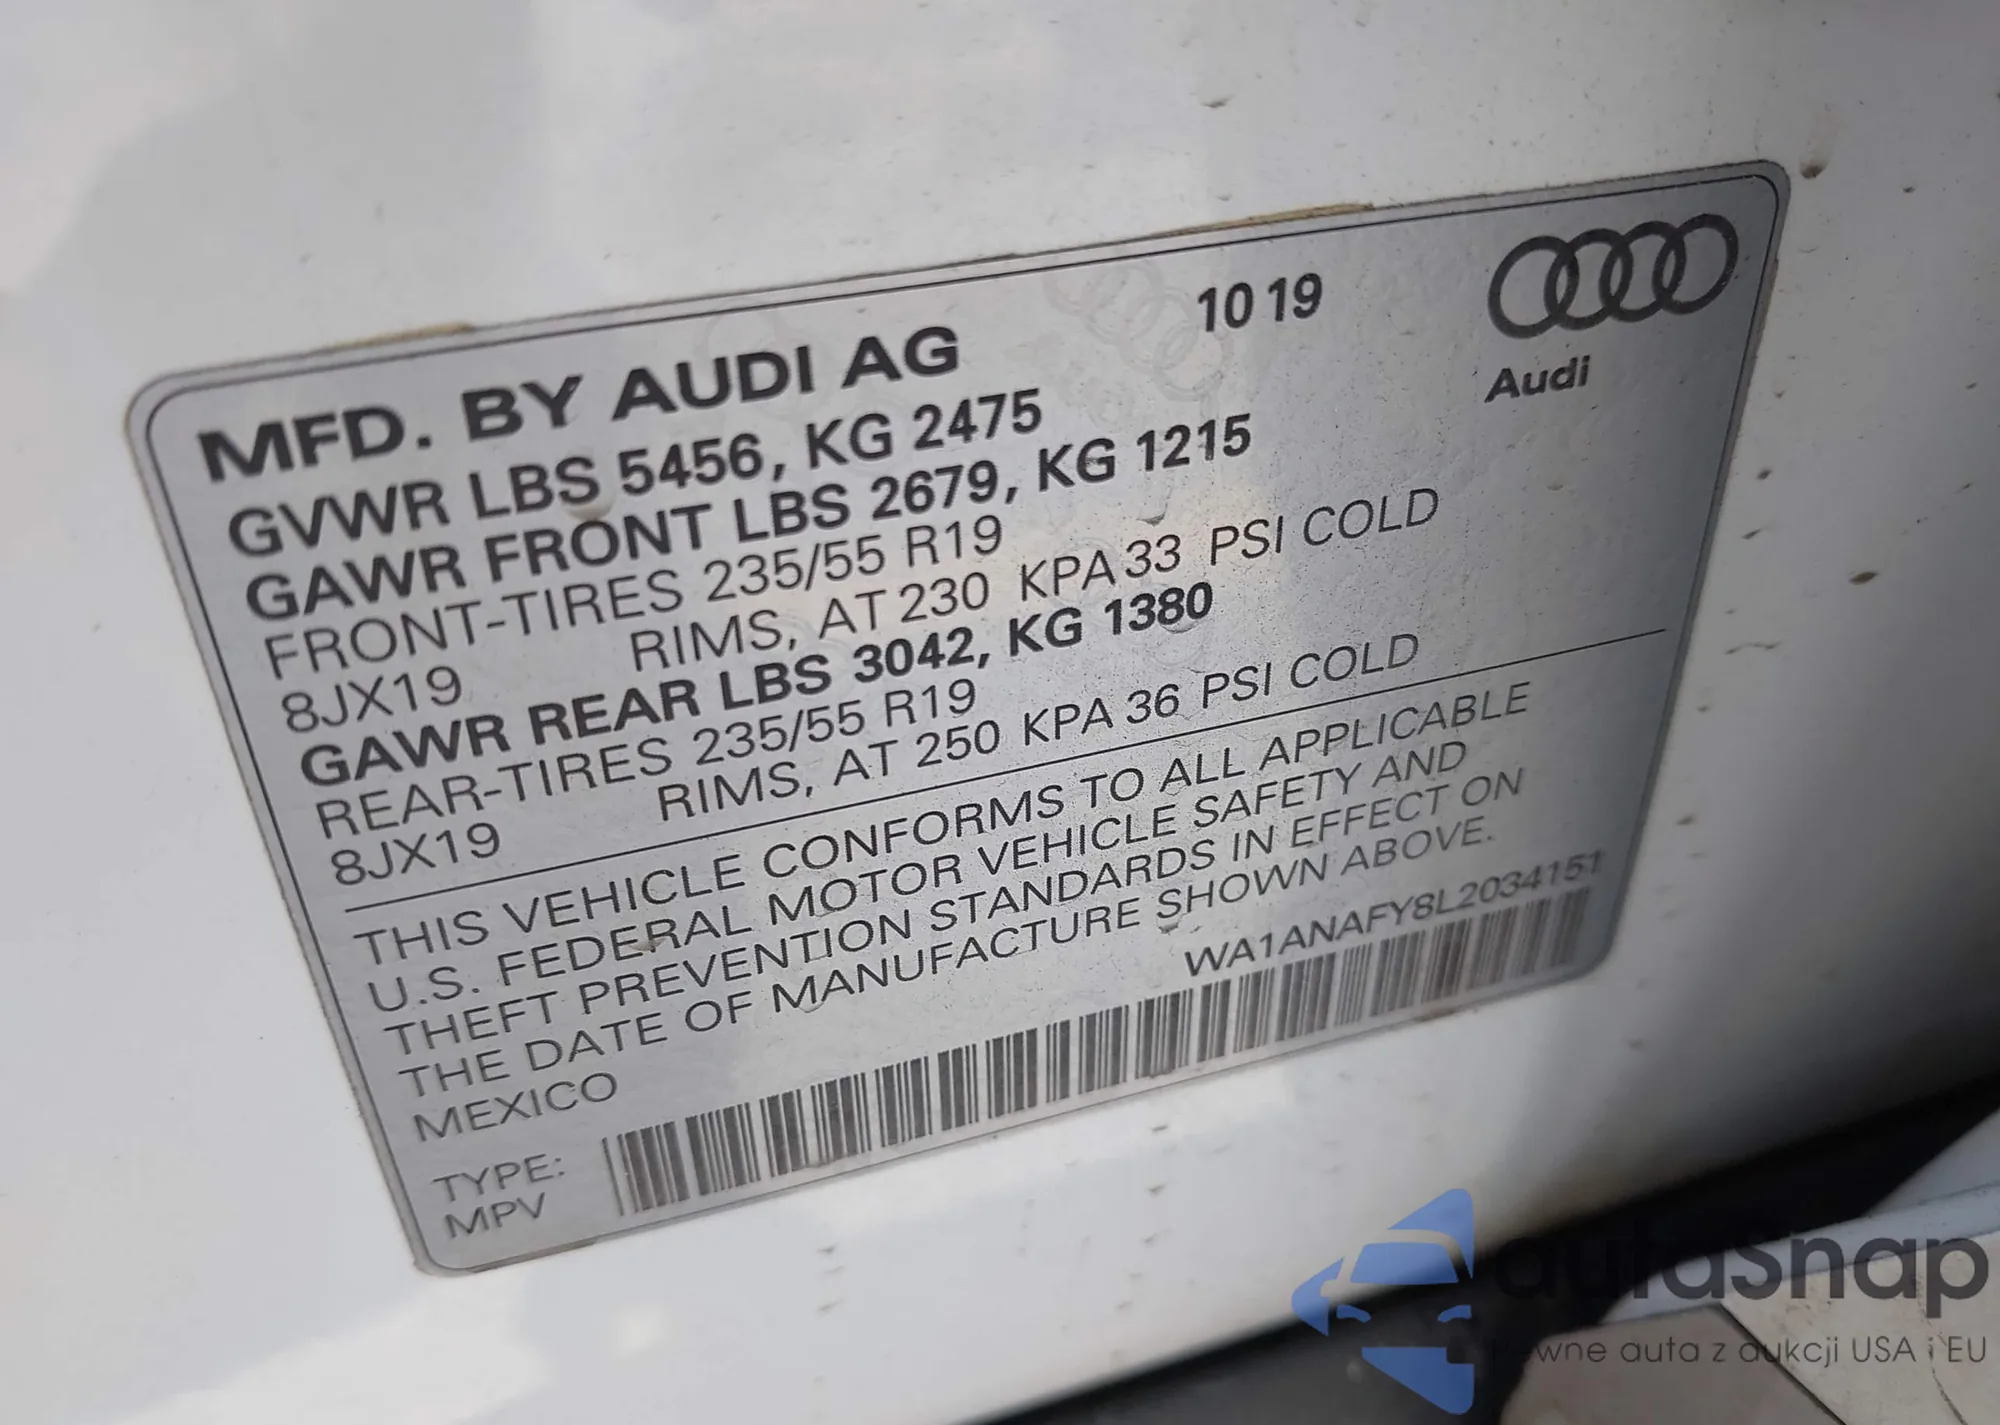 MFD. BY AUDI AG 10 19
Audi
GVWR LBS 5456, KG 2475
GAWR FRONT LBS 2679, KG 1215
FRONT-TIRES 235/55 R19
8JX19 RIMS, AT 230 KPA 33 PSI COLD
GAWR REAR LBS 3042, KG 1380
REAR-TIRES 235/55 R19
8JX19 RIMS, AT 250 KPA 36 PSI COLD
THIS VEHICLE CONFORMS TO ALL APPLICABLE
U.S. FEDERAL MOTOR VEHICLE SAFETY AND
THEFT PREVENTION STANDARDS IN EFFECT ON
THE DATE OF MANUFACTURE SHOWN ABOVE.
MEXICO
WA1ANAFY8L2034151
TYPE:
MPV
autaSnap
auta z aukcji USA i EU